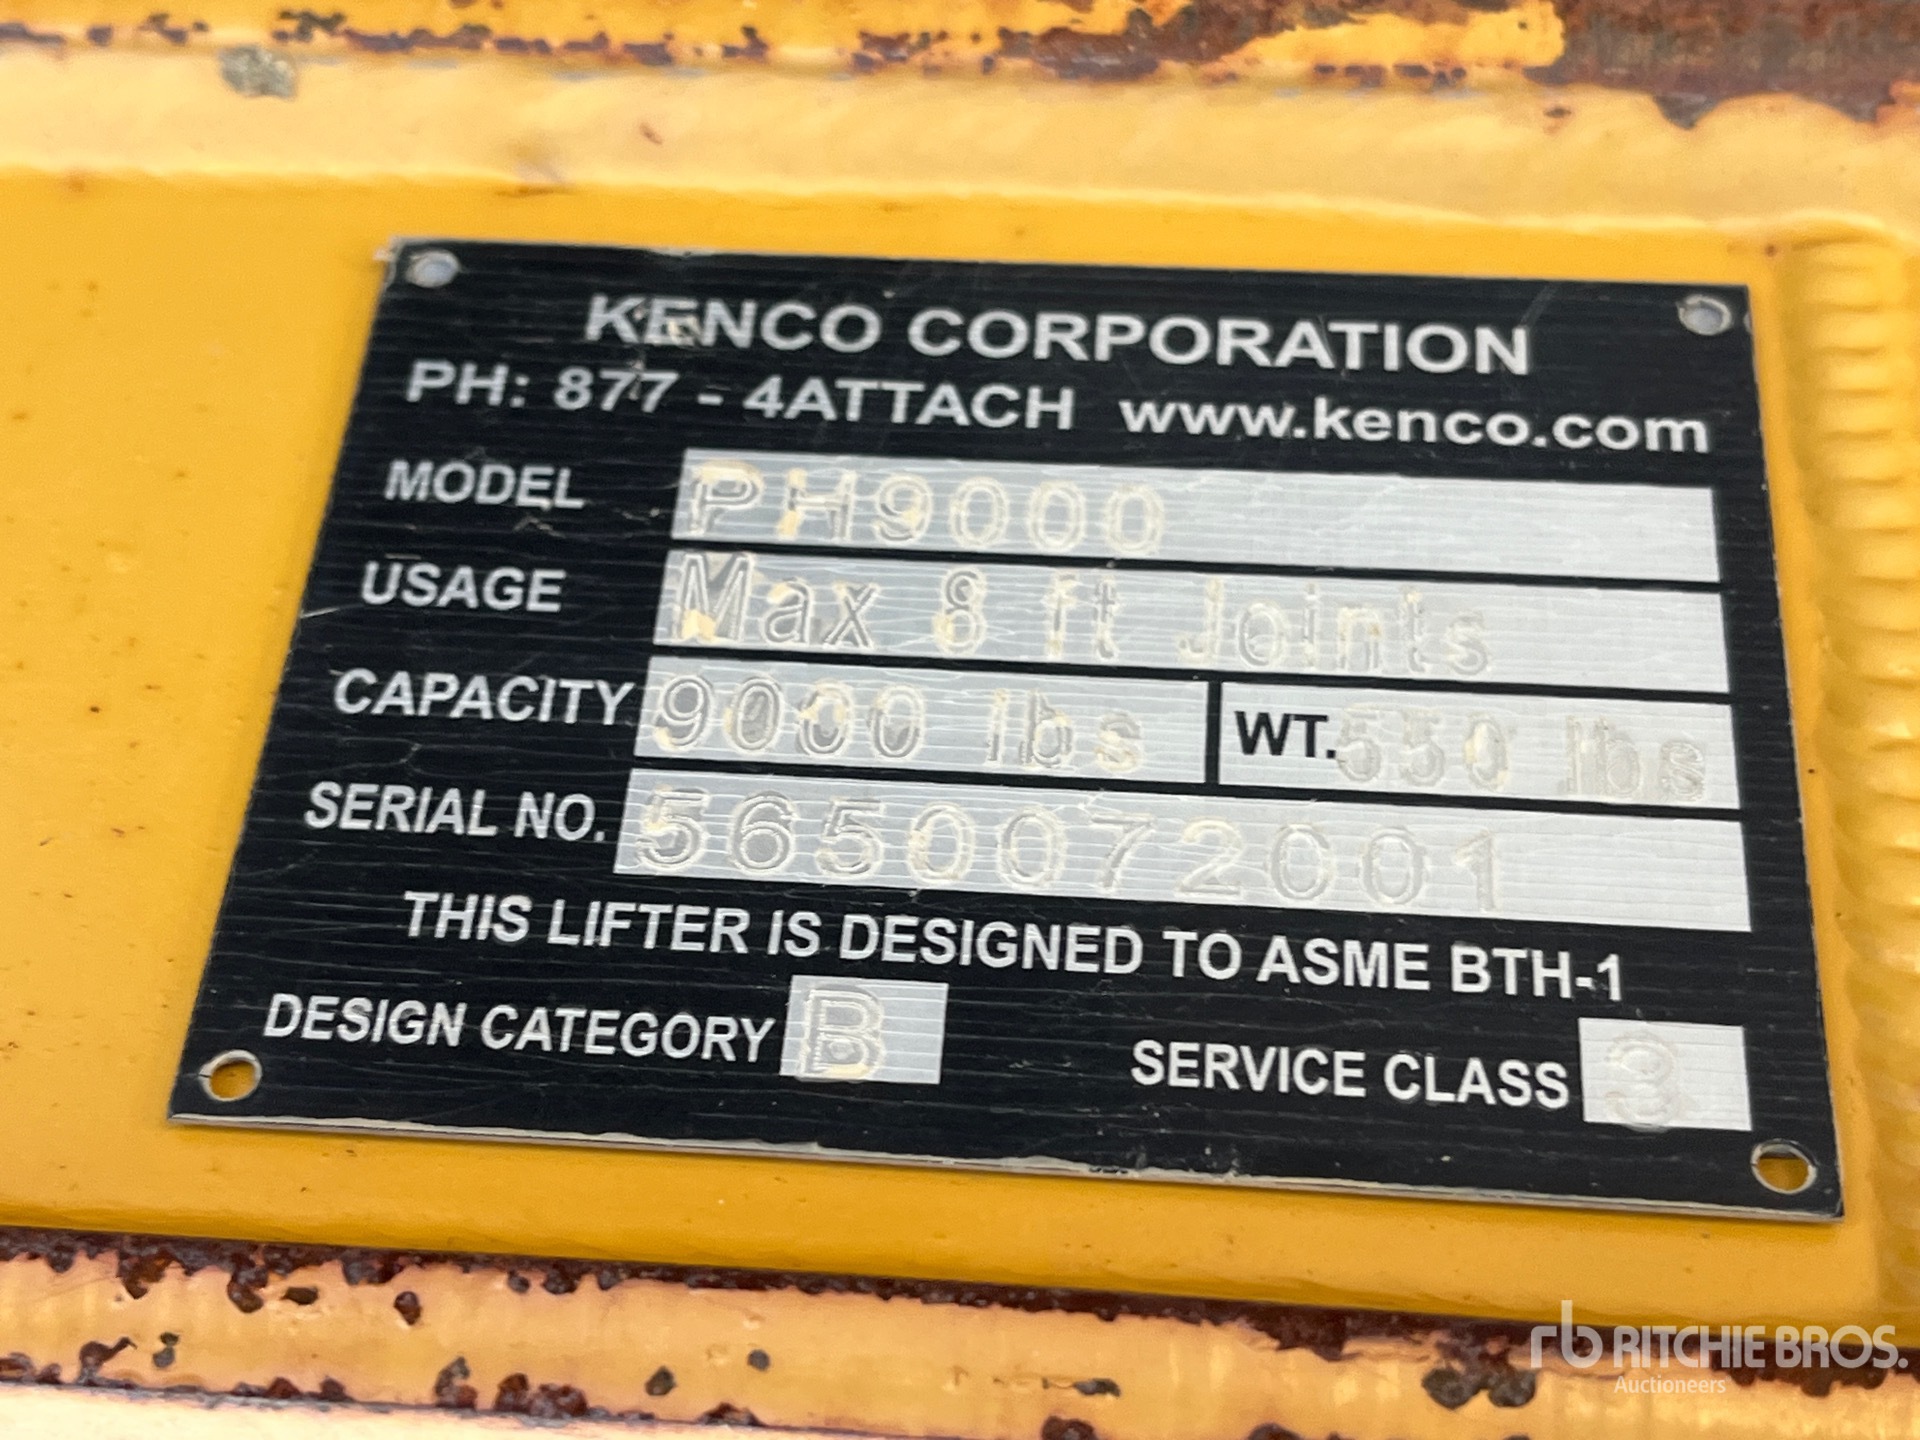 KENCO CORPORATION
PH: 877 - 4ATTACH www.kenco.com
MODEL PH9000
USAGE Max 8 ft Joints
CAPACITY 9000 lbs WT. 550 lbs
SERIAL NO. 5650072001
THIS LIFTER IS DESIGNED TO ASME BTH-1
DESIGN CATEGORY B SERVICE CLASS 3
rb RITCHIE BROS.
Auctioneers